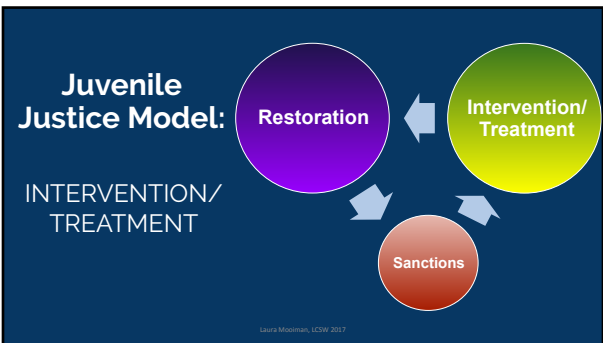 Juvenile
Justice Model:
INTERVENTION/
TREATMENT
Restoration
Intervention/
Treatment
Sanctions
Laura Mooiman, LCSW 2017